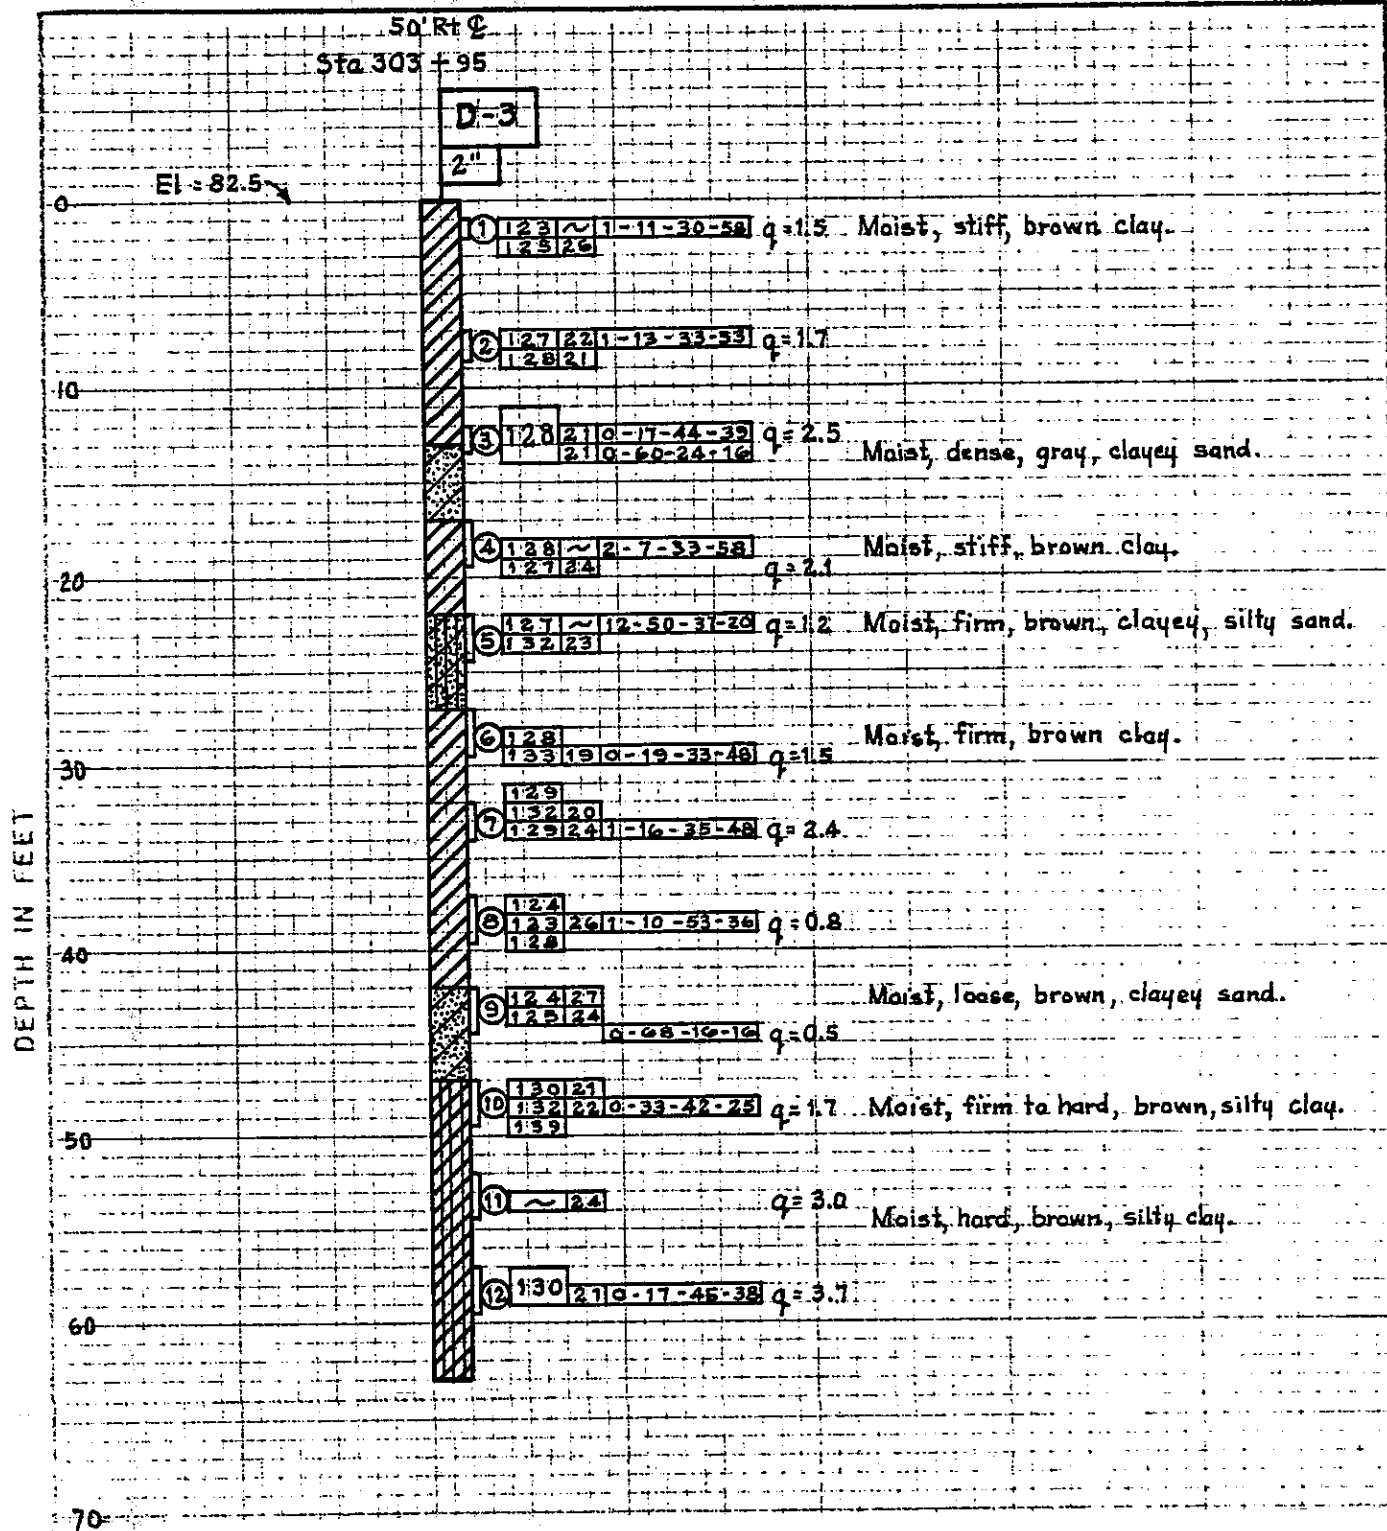 50' Rt ℄
Sta 303 + 95
D-3
2"
El = 82.5
0
① 123 ~ 1-11-30-58 q=1.5 Moist, stiff, brown clay.
125 26
② 127 22 1-13-33-53 q=1.7
128 21
10
③ 128 21 0-17-44-39 q=2.5
21 0-60-24-16 Moist, dense, gray, clayey sand.
④ 128 ~ 2-7-33-58 Moist, stiff, brown clay.
127 24 q=2.1
20
⑤ 127 ~ 12-50-37-20 q=1.2 Moist, firm, brown, clayey, silty sand.
132 23
⑥ 128 Moist, firm, brown clay.
133 19 0-19-33-48 q=1.5
30
129
⑦ 132 20
129 24 1-16-35-48 q=2.4
124
⑧ 123 26 1-10-53-36 q=0.8
128
40
⑨ 124 27 Moist, loose, brown, clayey sand.
125 24
0-68-16-16 q=0.5
130 21
⑩ 132 22 0-33-42-25 q=1.7 Moist, firm to hard, brown, silty clay.
139
50
⑪ ~ 24 q=3.0
Moist, hard, brown, silty clay.
⑫ 130 21 0-17-45-38 q=3.7
60
70
DEPTH IN FEET